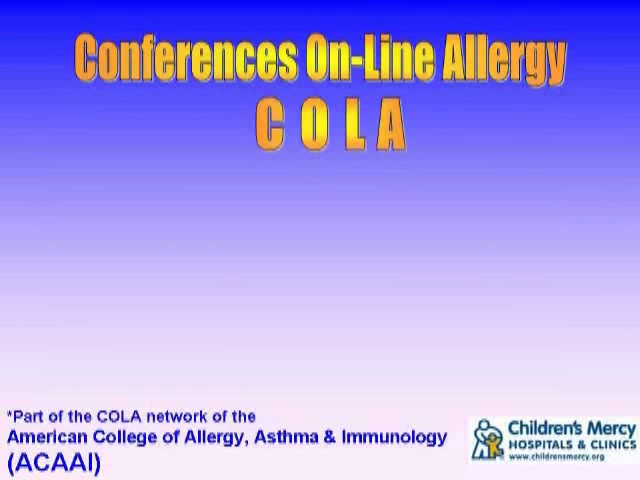 Conferences On-Line Allergy
C O L A
*Part of the COLA network of the
American College of Allergy, Asthma & Immunology
(ACAAI)
Children's Mercy
HOSPITALS & CLINICS
www.childrensmercy.org